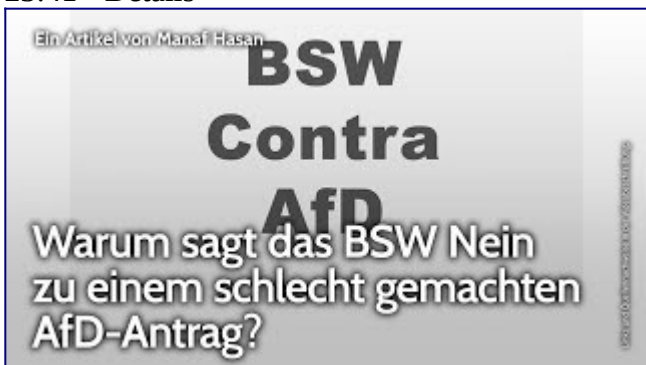 Ein Artikel von Manaf Hasan
BSW
Contra
AfD
Warum sagt das BSW Nein
zu einem schlecht gemachten
AfD-Antrag?